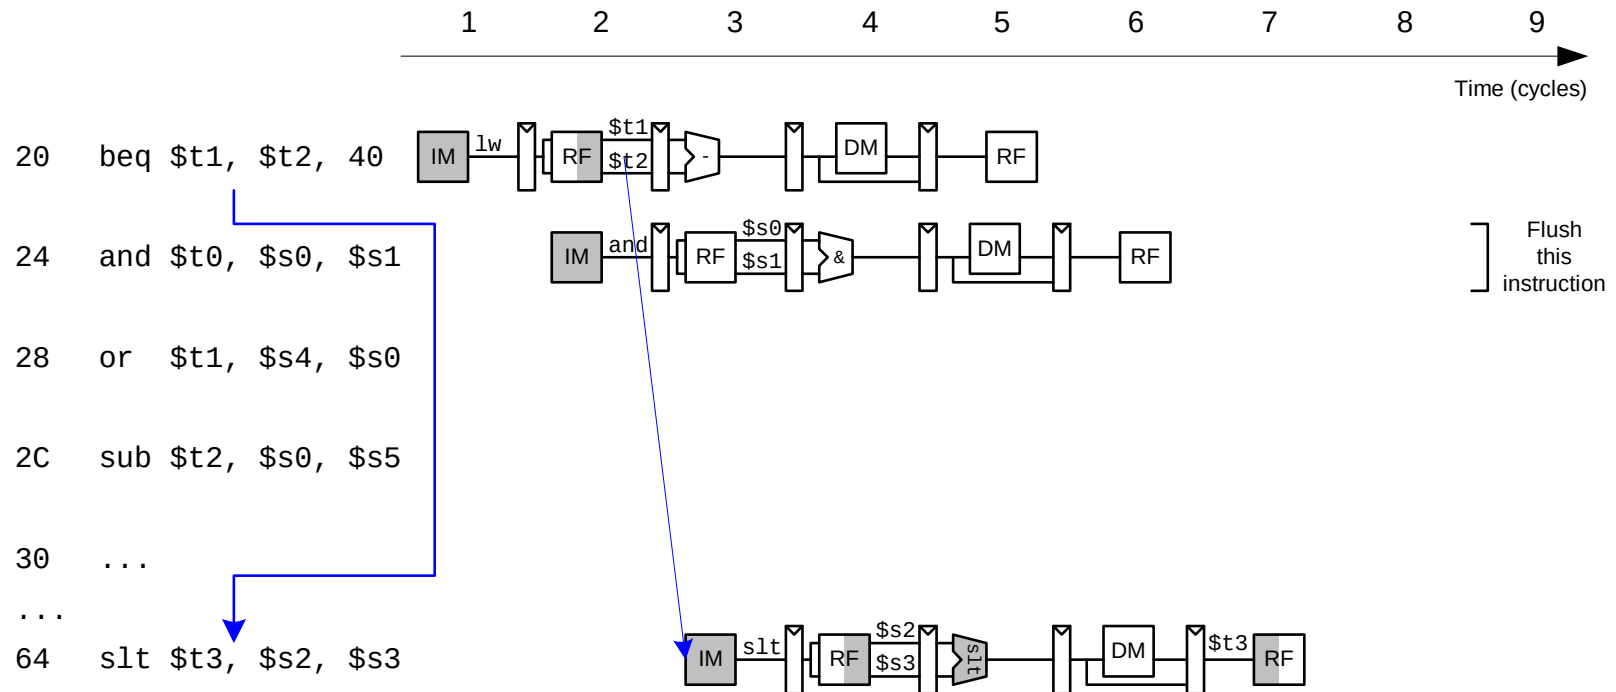 1 2 3 4 5 6 7 8 9
Time (cycles)
20 beq $t1, $t2, 40 IM lw RF $t1 $t2 - DM RF
24 and $t0, $s0, $s1 IM and RF $s0 $s1 & DM RF Flush this instruction
28 or $t1, $s4, $s0
2C sub $t2, $s0, $s5
30 ...
...
64 slt $t3, $s2, $s3 IM slt RF $s2 $s3 slt DM $t3 RF